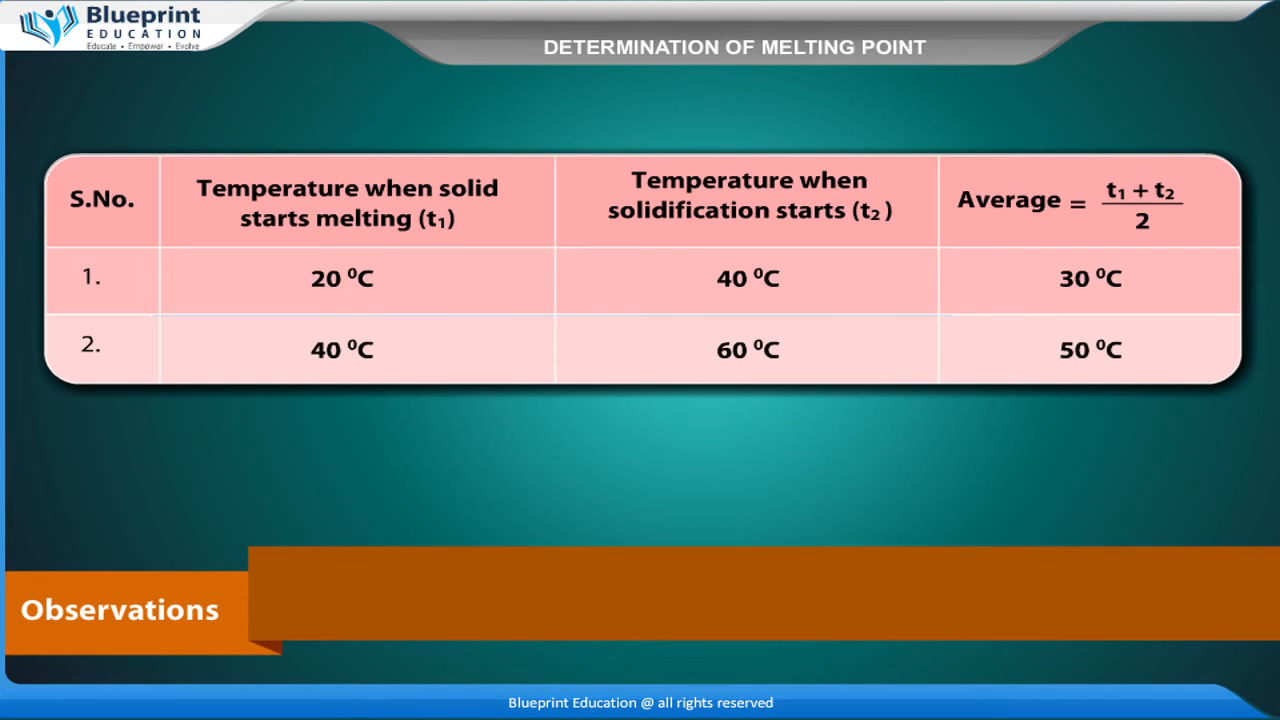 Blueprint
EDUCATION
Educate • Empower • Evolve
DETERMINATION OF MELTING POINT
S.No.
Temperature when solid
starts melting (t₁)
Temperature when
solidification starts (t₂)
Average = t₁ + t₂
2
1.
20 ⁰C
40 ⁰C
30 ⁰C
2.
40 ⁰C
60 ⁰C
50 ⁰C
Observations
Blueprint Education @ all rights reserved